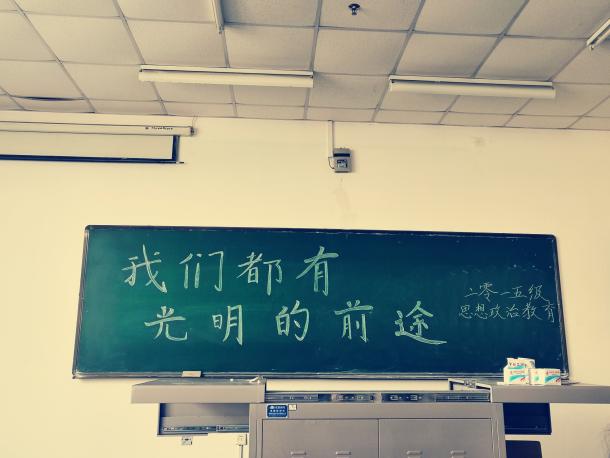 我们都有
光明的前途
二零一五级
思想政治教育